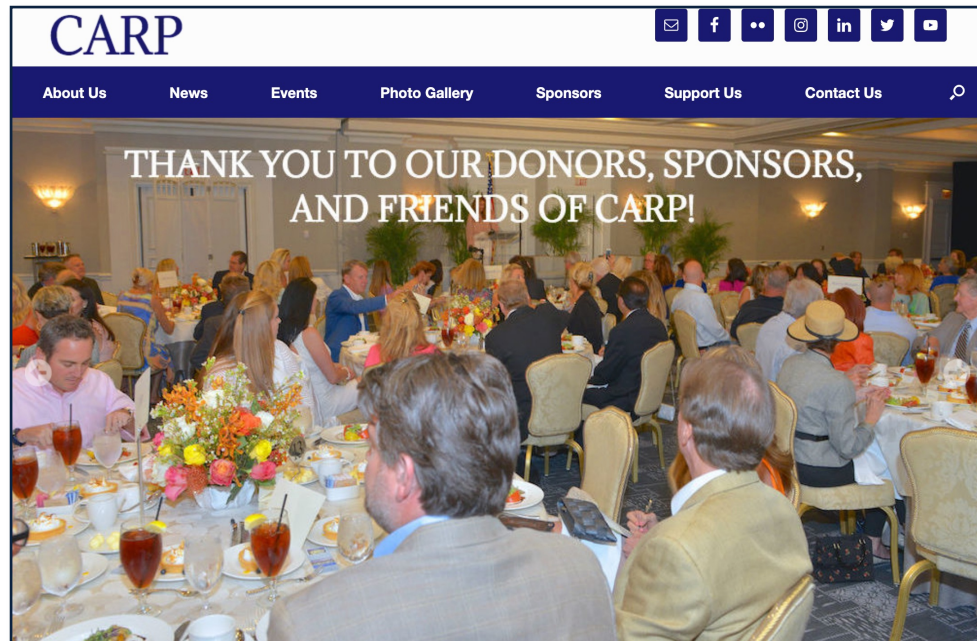 CARP
About Us News Events Photo Gallery Sponsors Support Us Contact Us
THANK YOU TO OUR DONORS, SPONSORS,
AND FRIENDS OF CARP!